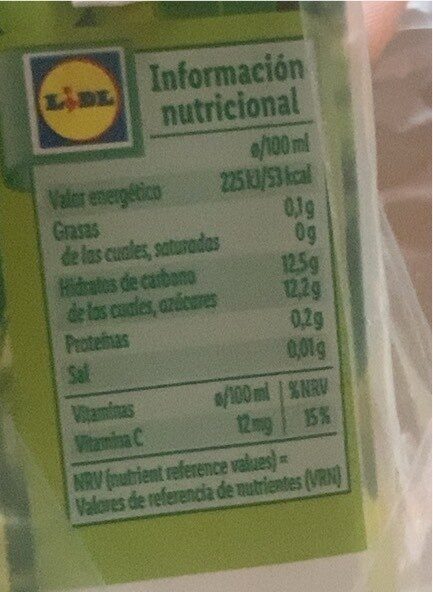 LIDL
Información
nutricional
ø/100 ml
Valor energético 225 kJ/53 kcal
Grasas 0,1g
de las cuales, saturadas 0g
Hidratos de carbono 12,5g
de los cuales, azúcares 12,2g
Proteínas 0,2g
Sal 0,01g
Vitaminas ø/100 ml %NRV
Vitamina C 12mg 15%
NRV (nutrient reference values) =
Valores de referencia de nutrientes (VRN)